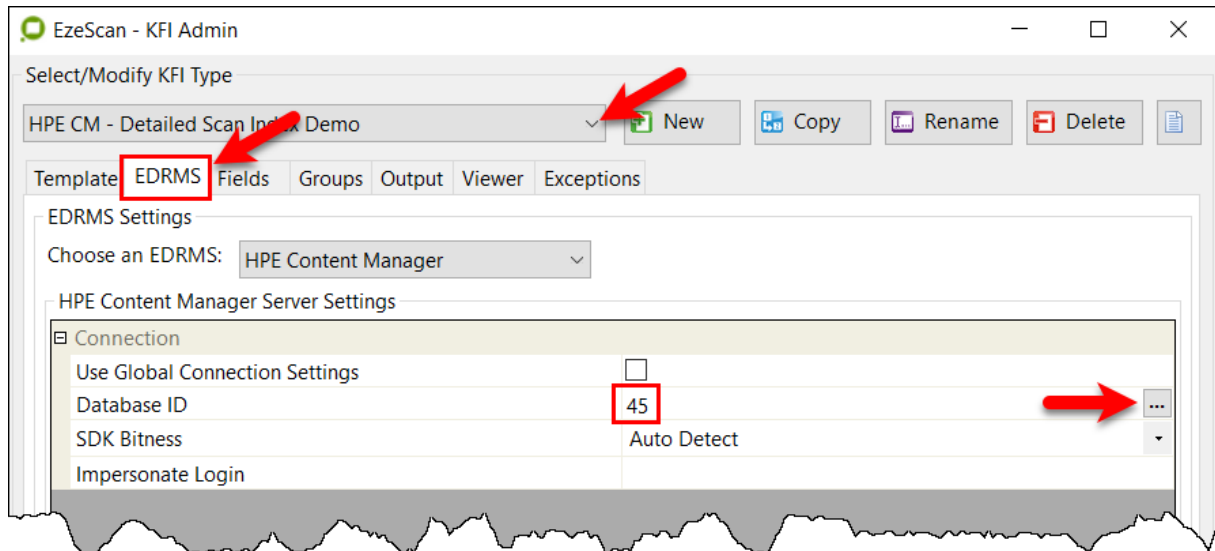 EzeScan - KFI Admin
Select/Modify KFI Type
HPE CM - Detailed Scan Index Demo New Copy Rename Delete
Template EDRMS Fields Groups Output Viewer Exceptions
EDRMS Settings
Choose an EDRMS: HPE Content Manager
HPE Content Manager Server Settings
Connection
Use Global Connection Settings
Database ID 45 ...
SDK Bitness Auto Detect
Impersonate Login